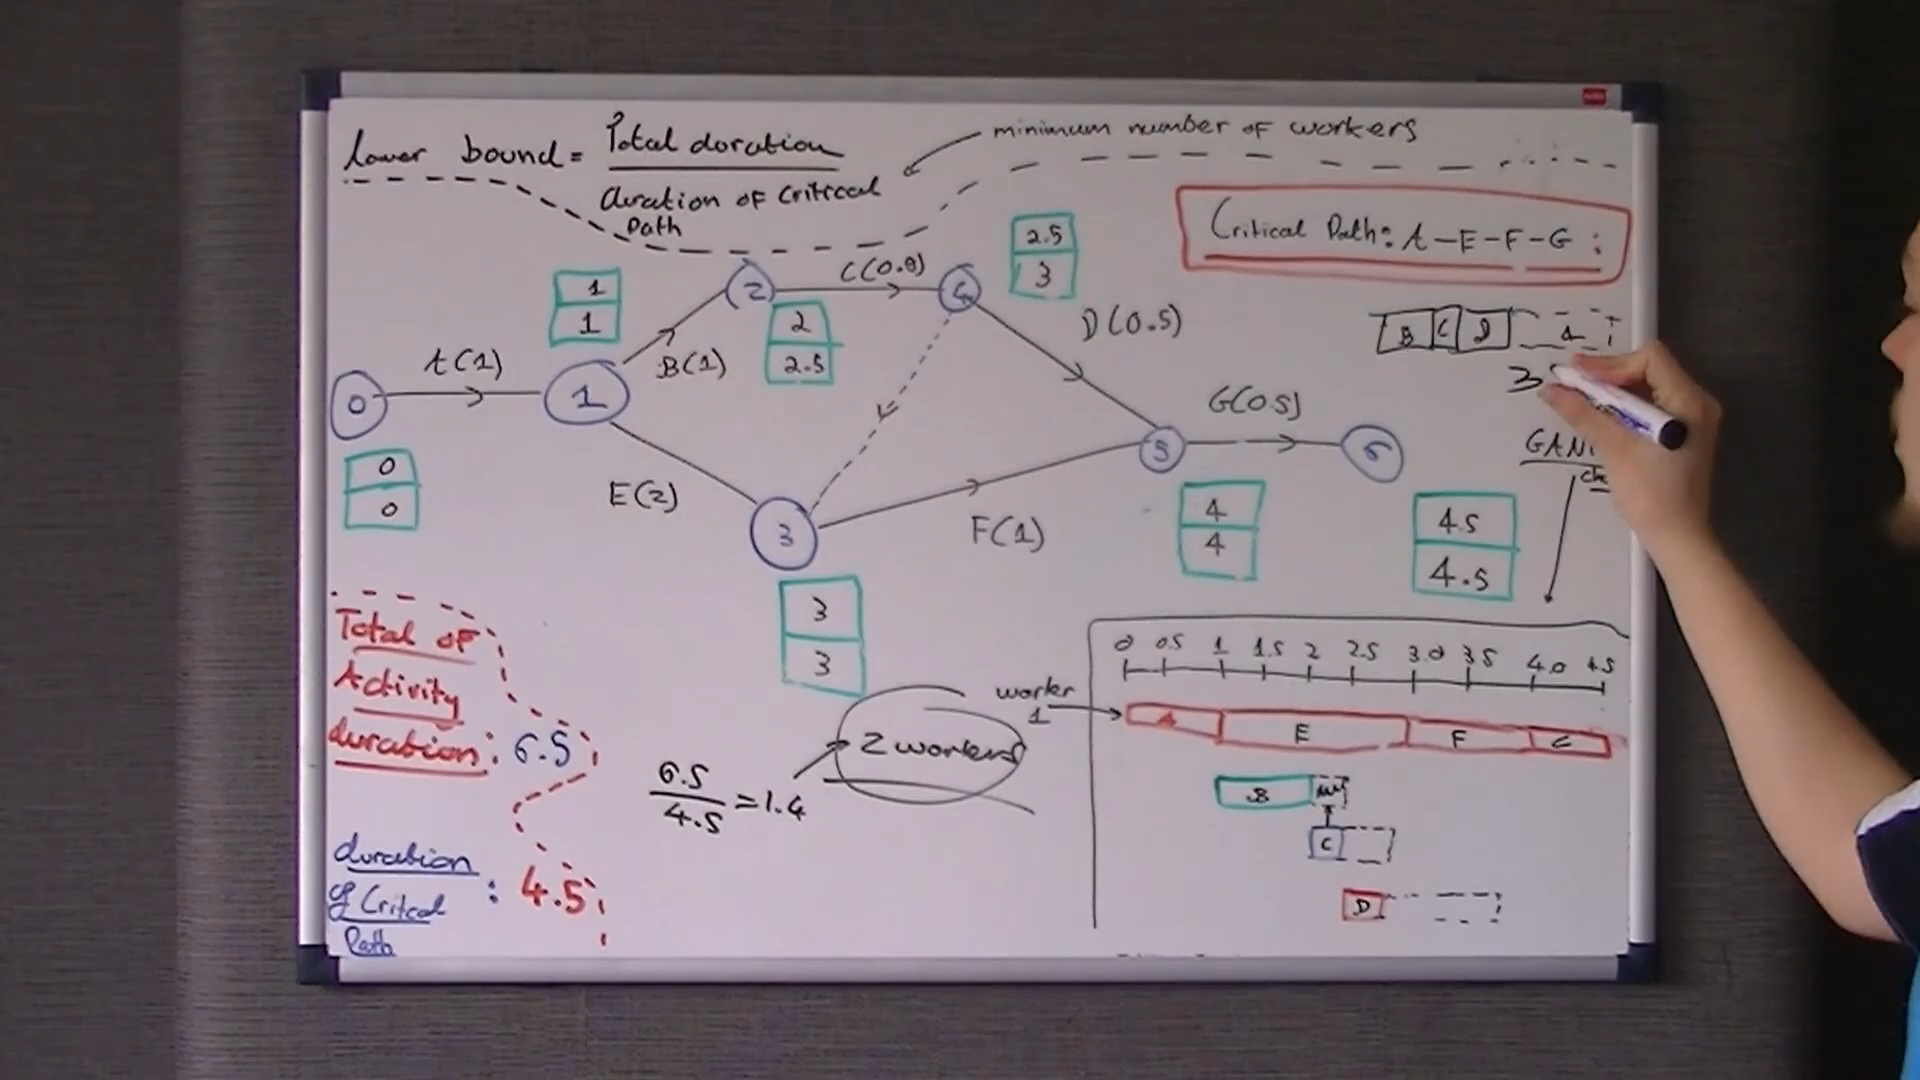 lower bound = Total doration
duration of Critical
Path
minimum number of workers
Critical Path: A-E-F-G :
2.5
3
1
1
2
C(0.8)
4
2
2.5
D(0.5)
B C D 1
3
A(1)
B(1)
0
1
G(0.5)
5
6
0
0
E(2)
3
F(1)
4
4
4.5
4.5
3
3
0 0.5 1 1.5 2 2.5 3.0 3.5 4.0 4.5
worker
1
A E F
B
C
D
Total of
Activity
duration: 6.5
2 workers
6.5
4.5
=1.4
duration
of Critcal : 4.5
Path